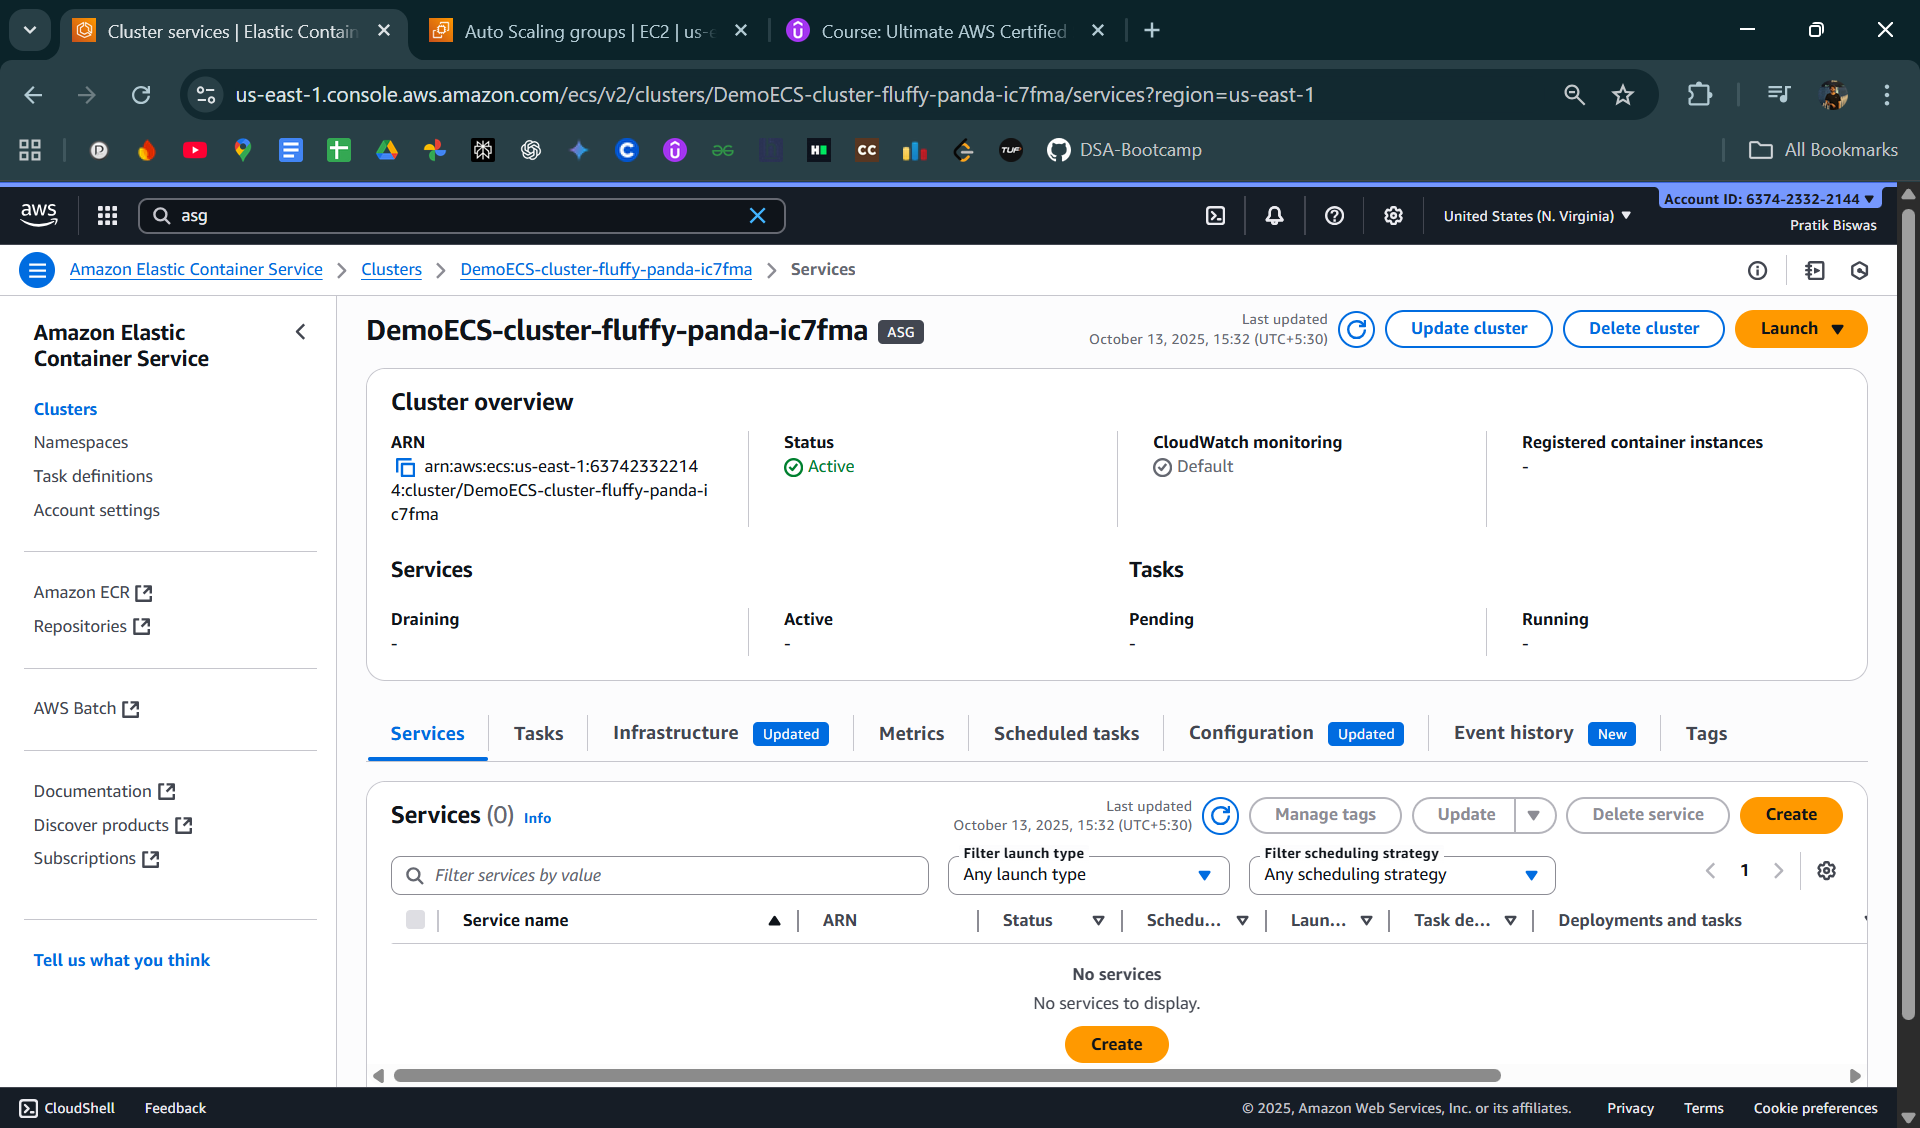 Cluster services | Elastic Contain
Auto Scaling groups | EC2 | us-e
Course: Ultimate AWS Certified
us-east-1.console.aws.amazon.com/ecs/v2/clusters/DemoECS-cluster-fluffy-panda-ic7fma/services?region=us-east-1
DSA-Bootcamp
All Bookmarks
aws
asg
United States (N. Virginia)
Account ID: 6374-2332-2144
Pratik Biswas
Amazon Elastic Container Service > Clusters > DemoECS-cluster-fluffy-panda-ic7fma > Services
Amazon Elastic
Container Service
Clusters
Namespaces
Task definitions
Account settings
Amazon ECR
Repositories
AWS Batch
Documentation
Discover products
Subscriptions
Tell us what you think
DemoECS-cluster-fluffy-panda-ic7fma ASG
Last updated
October 13, 2025, 15:32 (UTC+5:30)
Update cluster
Delete cluster
Launch
Cluster overview
ARN
arn:aws:ecs:us-east-1:63742332214
4:cluster/DemoECS-cluster-fluffy-panda-i
c7fma
Status
Active
CloudWatch monitoring
Default
Registered container instances
-
Services
Draining
-
Active
-
Tasks
Pending
-
Running
-
Services
Tasks
Infrastructure Updated
Metrics
Scheduled tasks
Configuration Updated
Event history New
Tags
Services (0) Info
Last updated
October 13, 2025, 15:32 (UTC+5:30)
Manage tags
Update
Delete service
Create
Filter services by value
Filter launch type
Any launch type
Filter scheduling strategy
Any scheduling strategy
1
Service name
ARN
Status
Schedu...
Laun...
Task de...
Deployments and tasks
No services
No services to display.
Create
CloudShell
Feedback
© 2025, Amazon Web Services, Inc. or its affiliates.
Privacy
Terms
Cookie preferences